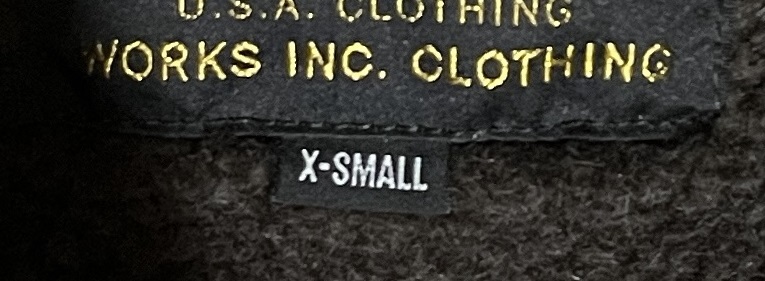 U.S.A. CLOTHING
WORKS INC. CLOTHING
X-SMALL